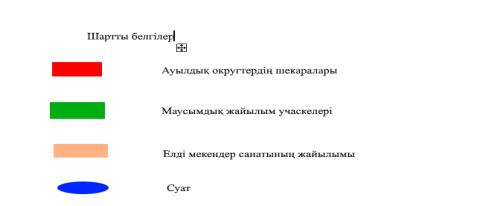 Шартты белгілер
Ауылдық округтердің шекаралары
Маусымдық жайылым учаскелері
Елді мекендер санатының жайылымы
Суат